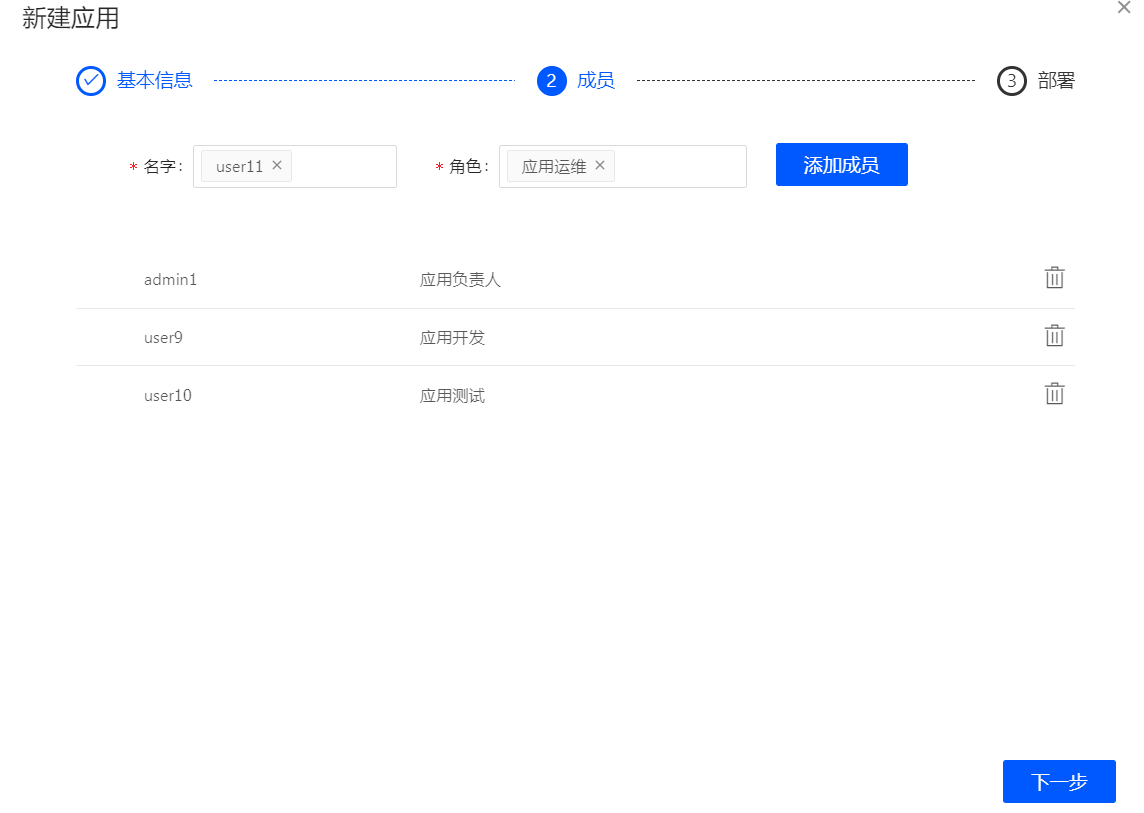 新建应用
基本信息 2 成员 3 部署
* 名字: user11 × * 角色: 应用运维 × 添加成员
admin1 应用负责人
user9 应用开发
user10 应用测试
下一步